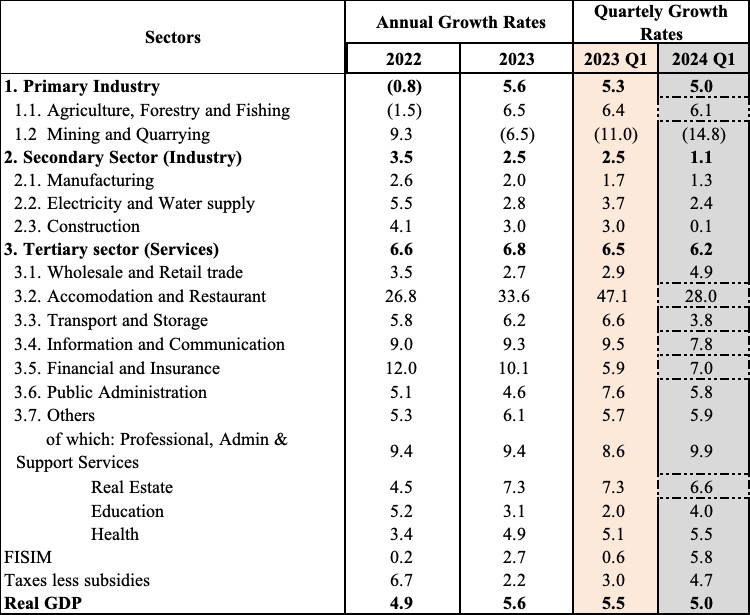 Sectors Annual Growth Rates Quartely Growth
Rates
2022 2023 2023 Q1 2024 Q1
1. Primary Industry (0.8) 5.6 5.3 5.0
1.1. Agriculture, Forestry and Fishing (1.5) 6.5 6.4 6.1
1.2 Mining and Quarrying 9.3 (6.5) (11.0) (14.8)
2. Secondary Sector (Industry) 3.5 2.5 2.5 1.1
2.1. Manufacturing 2.6 2.0 1.7 1.3
2.2. Electricity and Water supply 5.5 2.8 3.7 2.4
2.3. Construction 4.1 3.0 3.0 0.1
3. Tertiary sector (Services) 6.6 6.8 6.5 6.2
3.1. Wholesale and Retail trade 3.5 2.7 2.9 4.9
3.2. Accomodation and Restaurant 26.8 33.6 47.1 28.0
3.3. Transport and Storage 5.8 6.2 6.6 3.8
3.4. Information and Communication 9.0 9.3 9.5 7.8
3.5. Financial and Insurance 12.0 10.1 5.9 7.0
3.6. Public Administration 5.1 4.6 7.6 5.8
3.7. Others 5.3 6.1 5.7 5.9
of which: Professional, Admin &
Support Services 9.4 9.4 8.6 9.9
Real Estate 4.5 7.3 7.3 6.6
Education 5.2 3.1 2.0 4.0
Health 3.4 4.9 5.1 5.5
FISIM 0.2 2.7 0.6 5.8
Taxes less subsidies 6.7 2.2 3.0 4.7
Real GDP 4.9 5.6 5.5 5.0